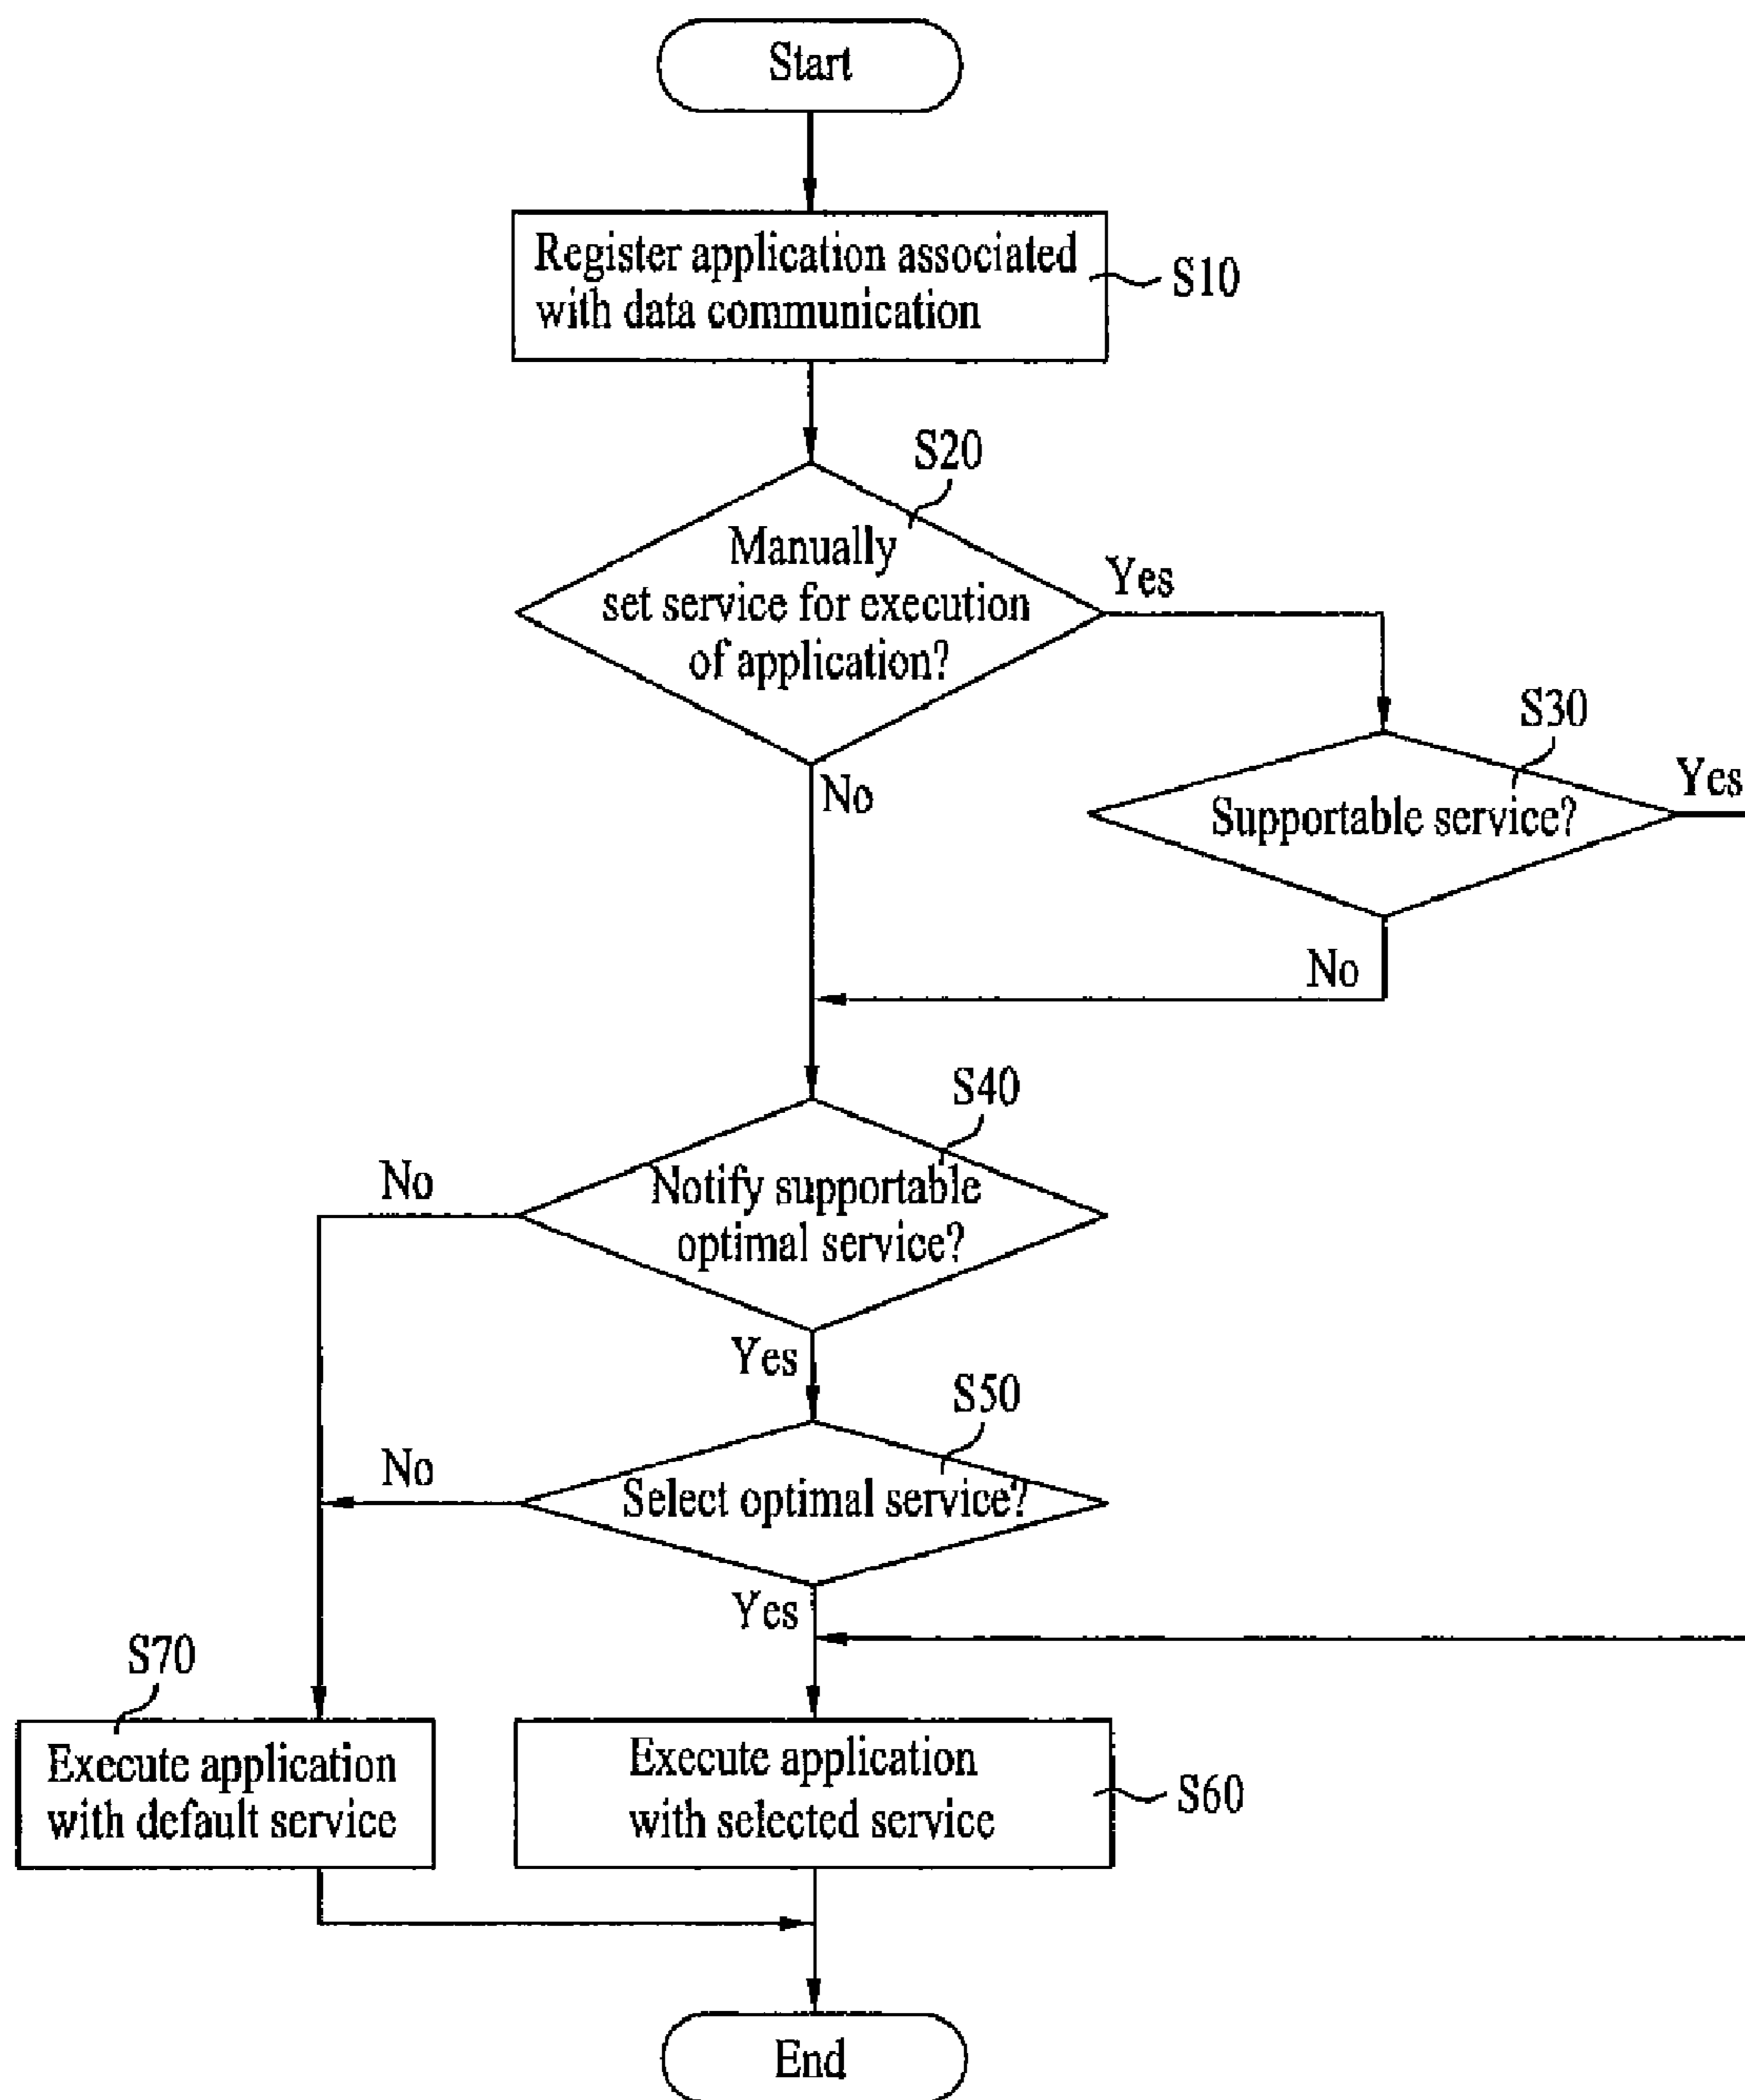 Start
Register application associated
with data communication
S10
S20
Manually
set service for execution
of application?
Yes
No
S30
Supportable service?
Yes
No
S40
Notify supportable
optimal service?
No
Yes
S50
Select optimal service?
No
Yes
S70
Execute application
with default service
Execute application
with selected service
S60
End